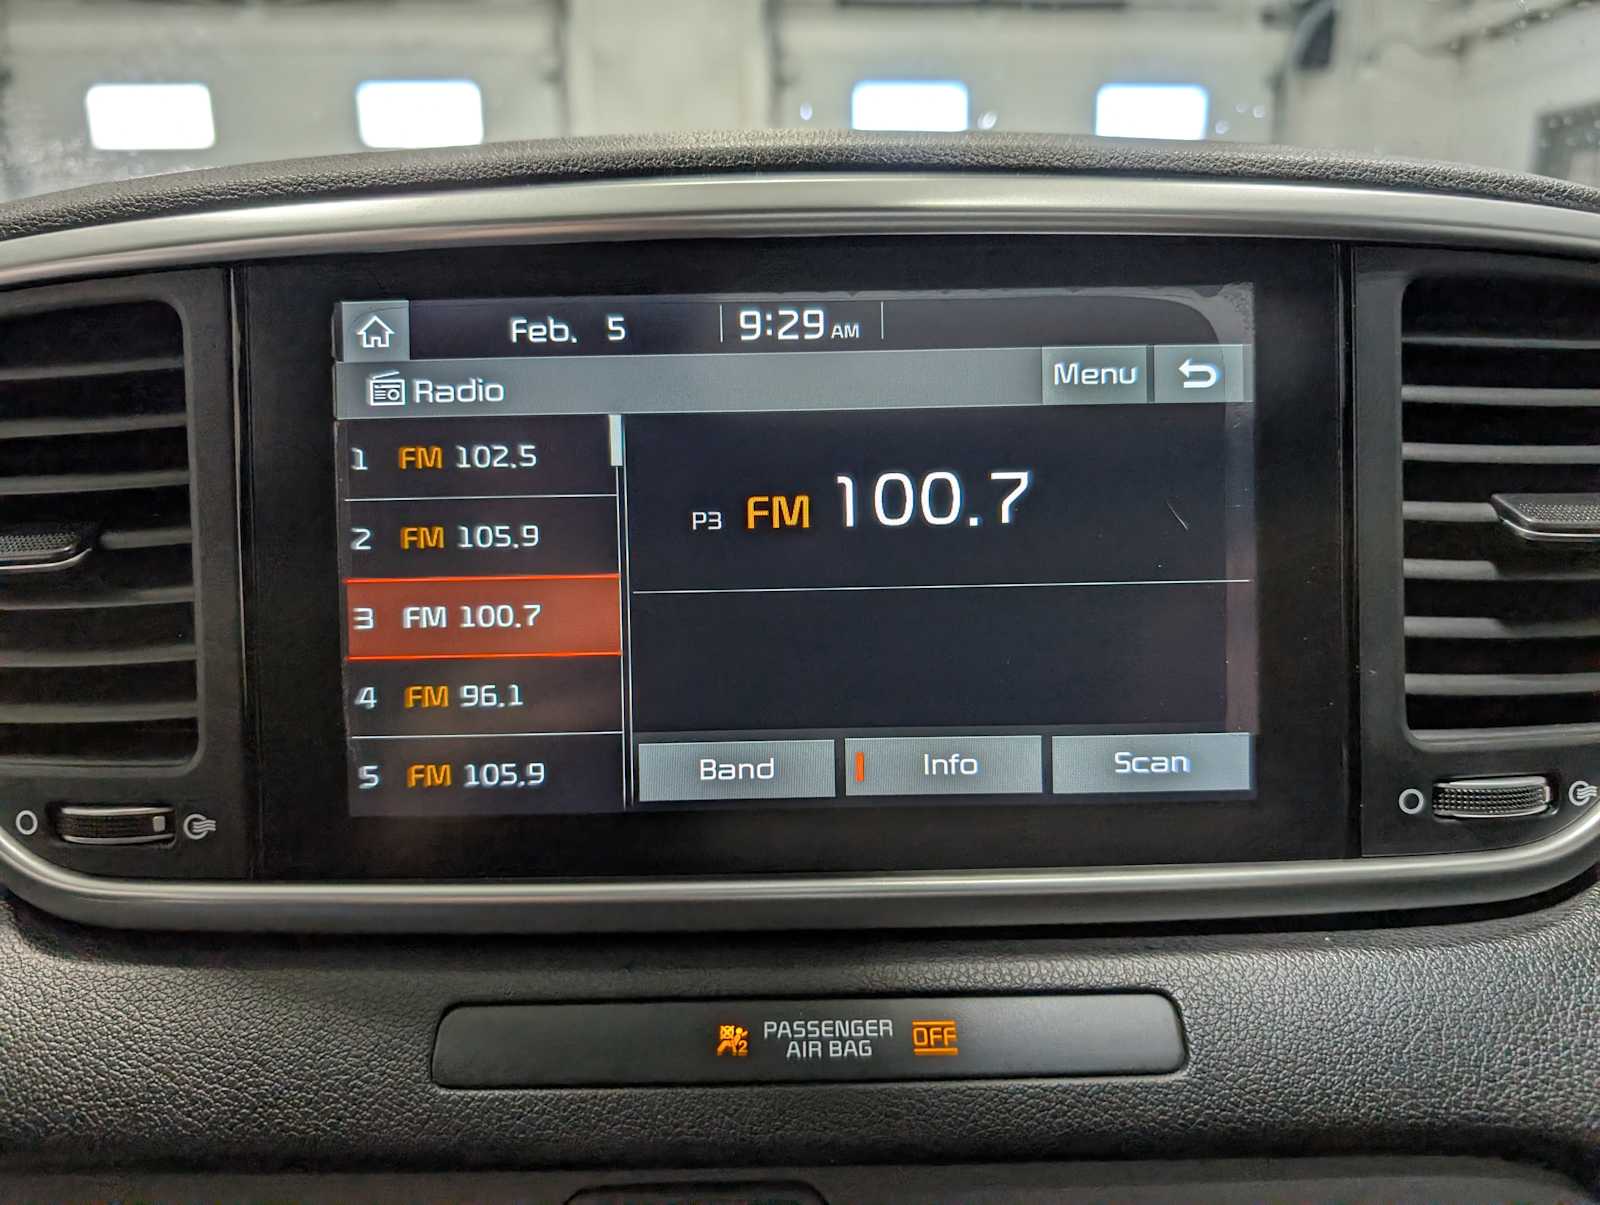 Feb. 5 9:29 AM
Radio
Menu
1 FM 102.5
2 FM 105.9
3 FM 100.7
4 FM 96.1
5 FM 105.9
P3 FM 100.7
Band
Info
Scan
2 PASSENGER
AIR BAG
OFF